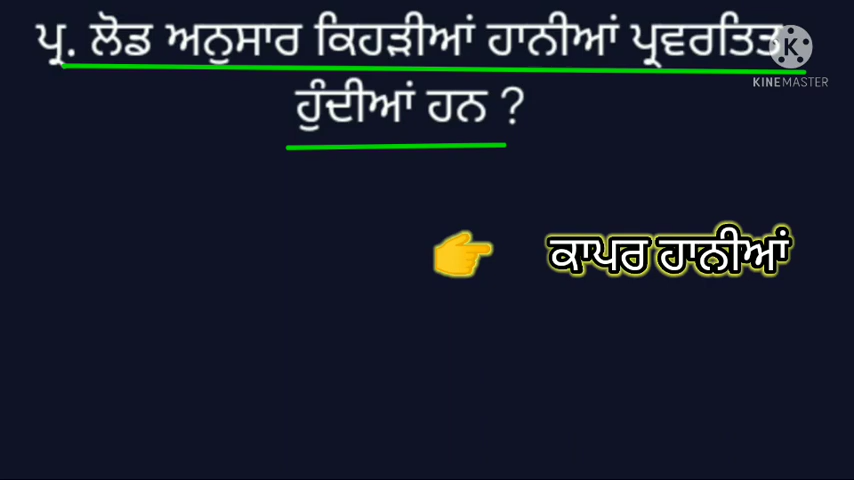 ਪ੍ਰ. ਲੋਡ ਅਨੁਸਾਰ ਕਿਹੜੀਆਂ ਹਾਨੀਆਂ ਪ੍ਰਵਰਤਿਤ
ਹੁੰਦੀਆਂ ਹਨ ?
ਕਾਪਰ ਹਾਨੀਆਂ
K
KINEMASTER